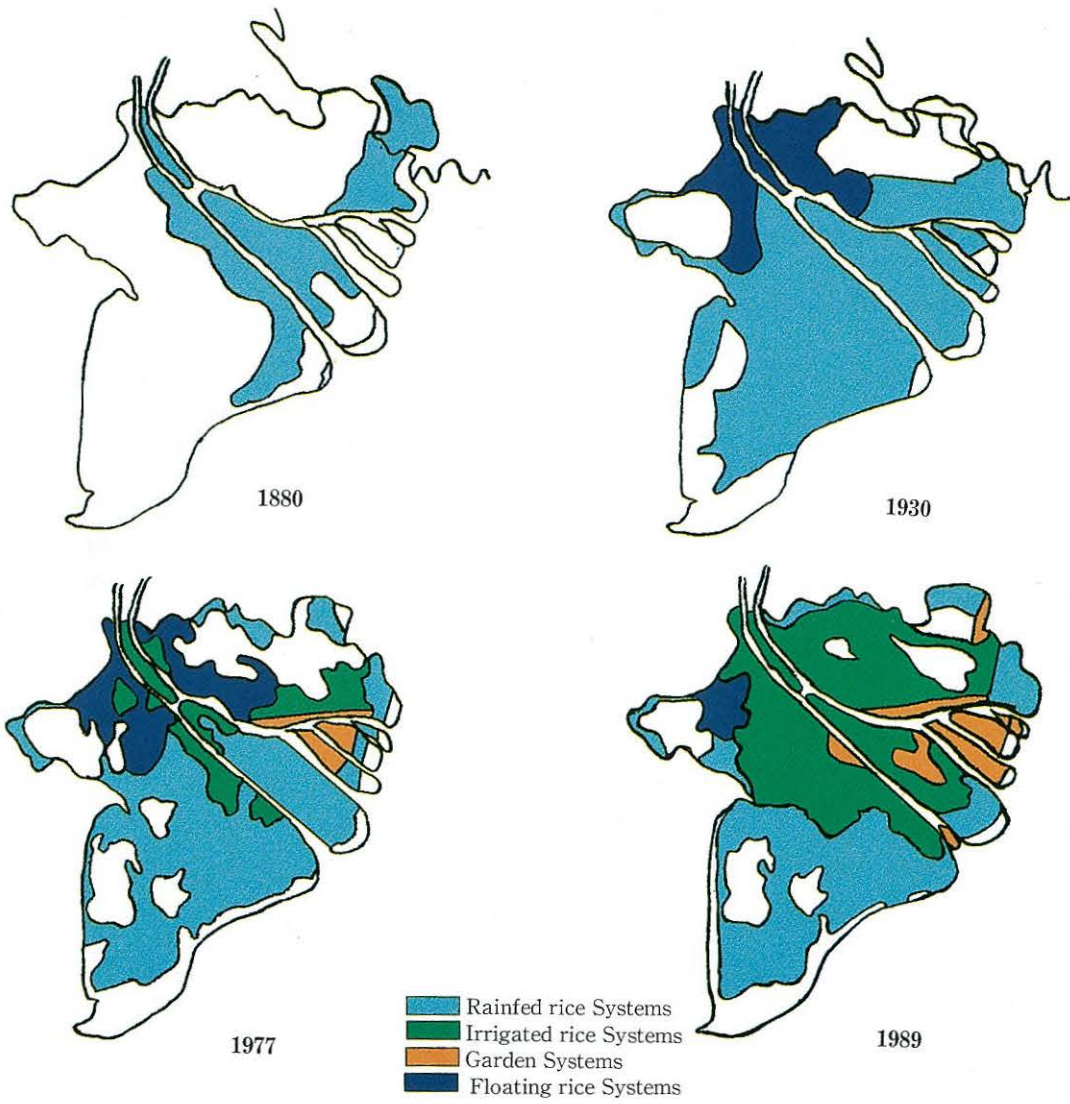 1880
1930
1977
1989
Rainfed rice Systems
Irrigated rice Systems
Garden Systems
Floating rice Systems